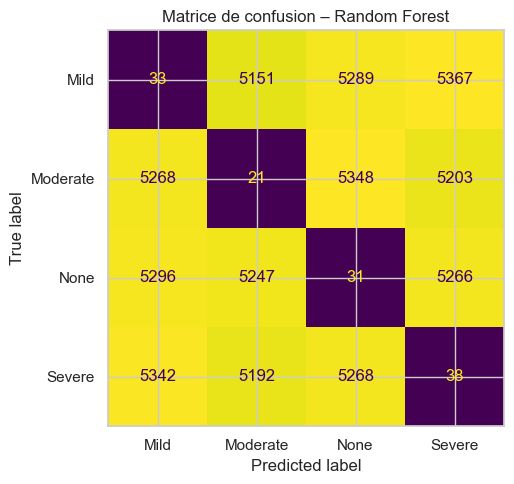 Matrice de confusion – Random Forest
True label
Mild 33 5151 5289 5367
Moderate 5268 21 5348 5203
None 5296 5247 31 5266
Severe 5342 5192 5268 38
Mild Moderate None Severe
Predicted label